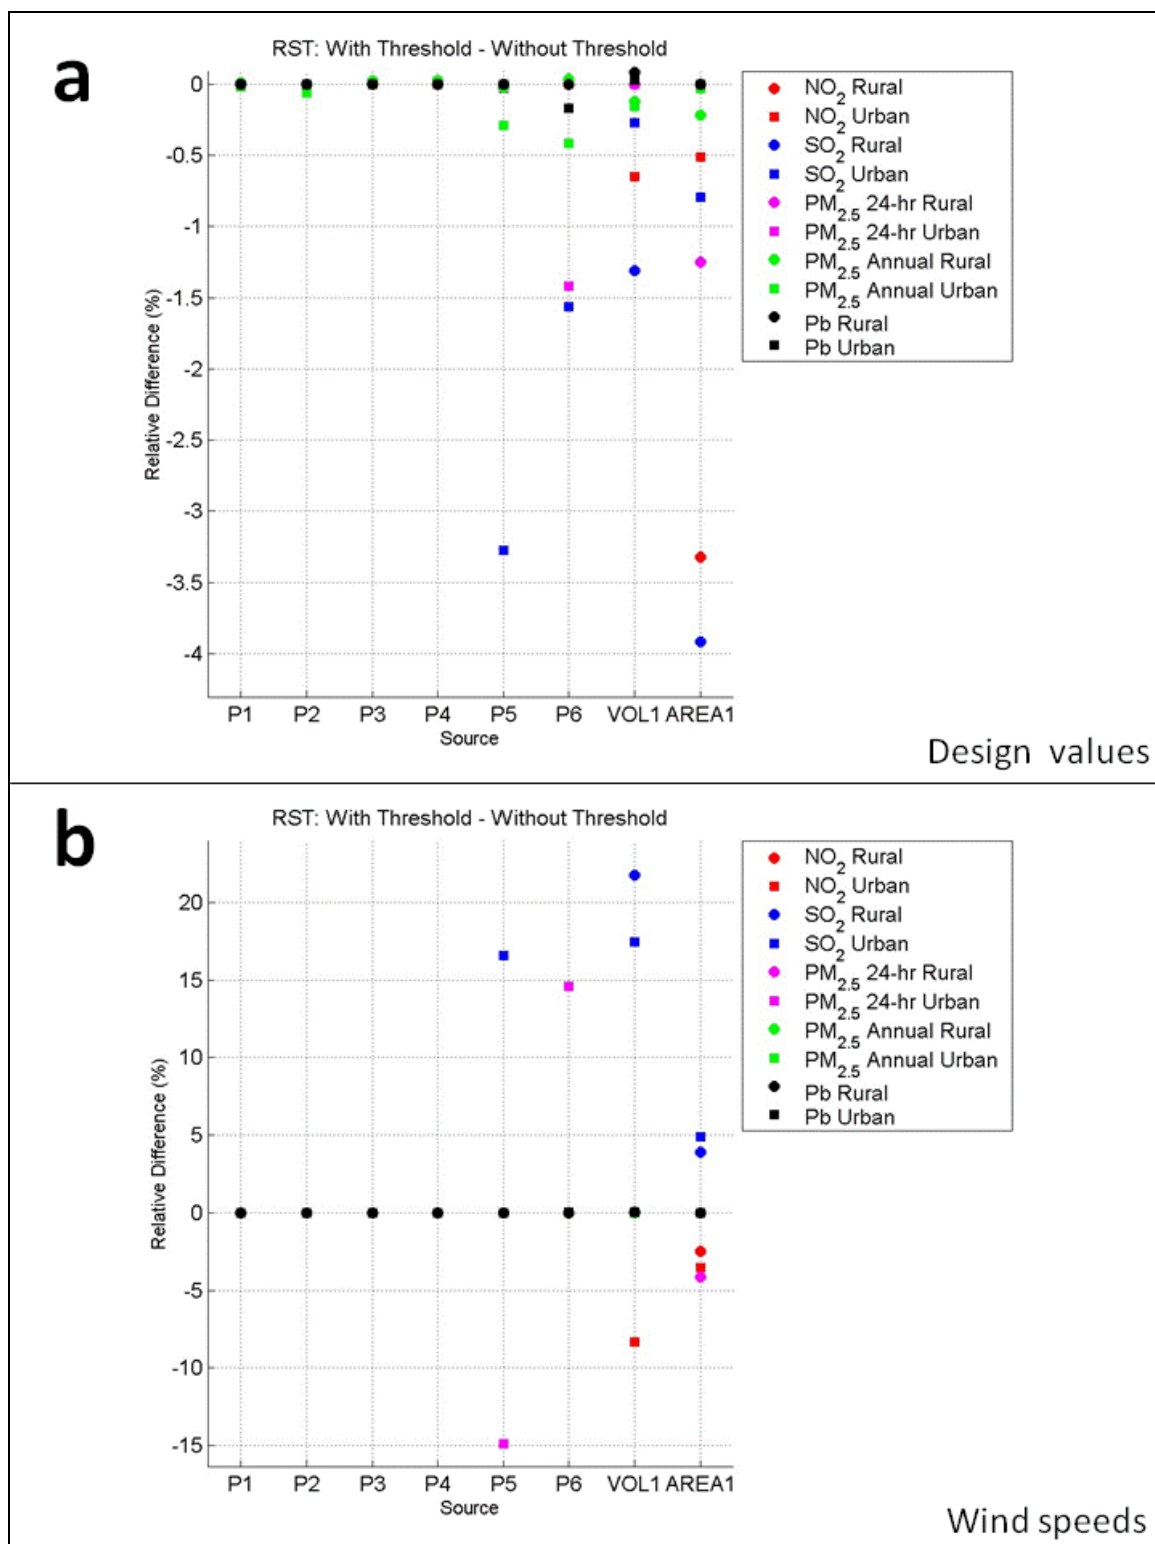 a
RST: With Threshold - Without Threshold
0
-0.5
-1
-1.5
-2
-2.5
-3
-3.5
-4
Relative Difference (%)
P1 P2 P3 P4 P5 P6 VOL1 AREA1
Source
NO2 Rural
NO2 Urban
SO2 Rural
SO2 Urban
PM2.5 24-hr Rural
PM2.5 24-hr Urban
PM2.5 Annual Rural
PM2.5 Annual Urban
Pb Rural
Pb Urban
Design values
b
RST: With Threshold - Without Threshold
20
15
10
5
0
-5
-10
-15
Relative Difference (%)
P1 P2 P3 P4 P5 P6 VOL1 AREA1
Source
NO2 Rural
NO2 Urban
SO2 Rural
SO2 Urban
PM2.5 24-hr Rural
PM2.5 24-hr Urban
PM2.5 Annual Rural
PM2.5 Annual Urban
Pb Rural
Pb Urban
Wind speeds